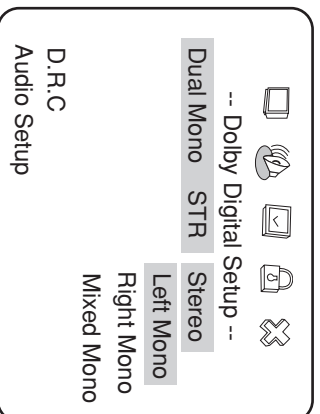 -- Dolby Digital Setup --
Dual Mono STR Stereo
Left Mono
Right Mono
Mixed Mono
D.R.C
Audio Setup